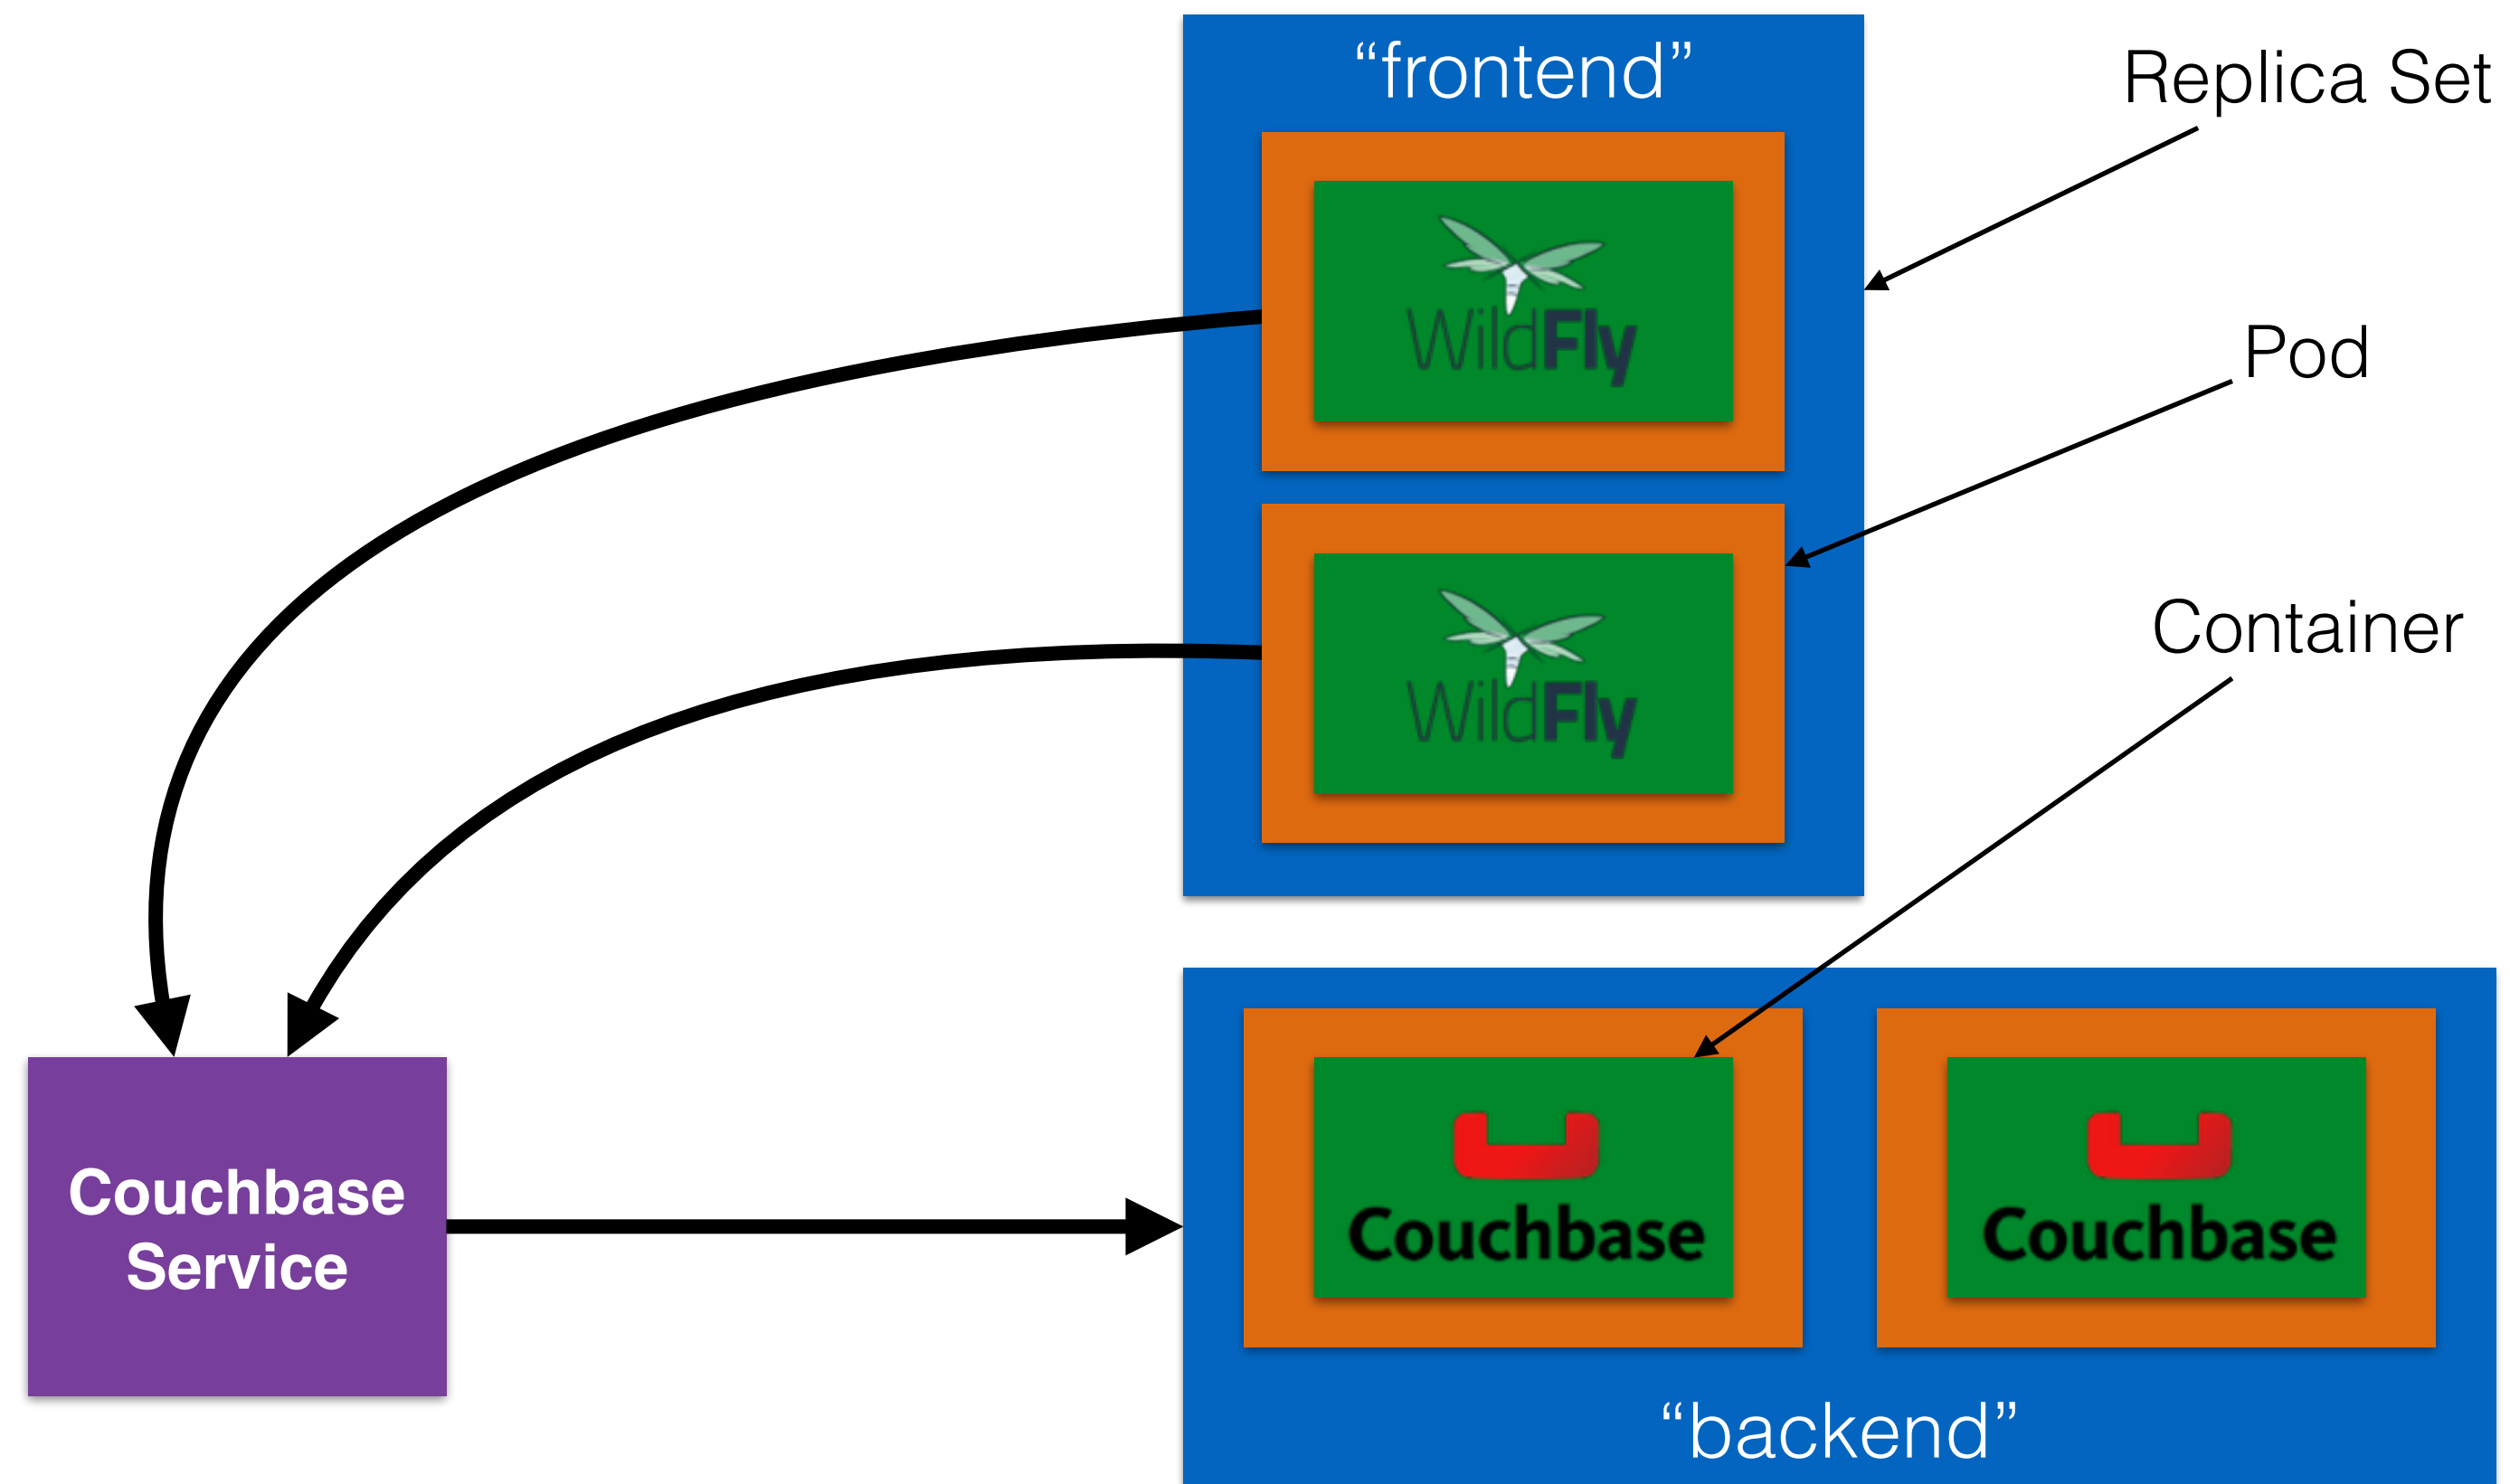 “frontend”
Replica Set
WildFly
Pod
WildFly
Container
Couchbase
Service
Couchbase
Couchbase
“backend”